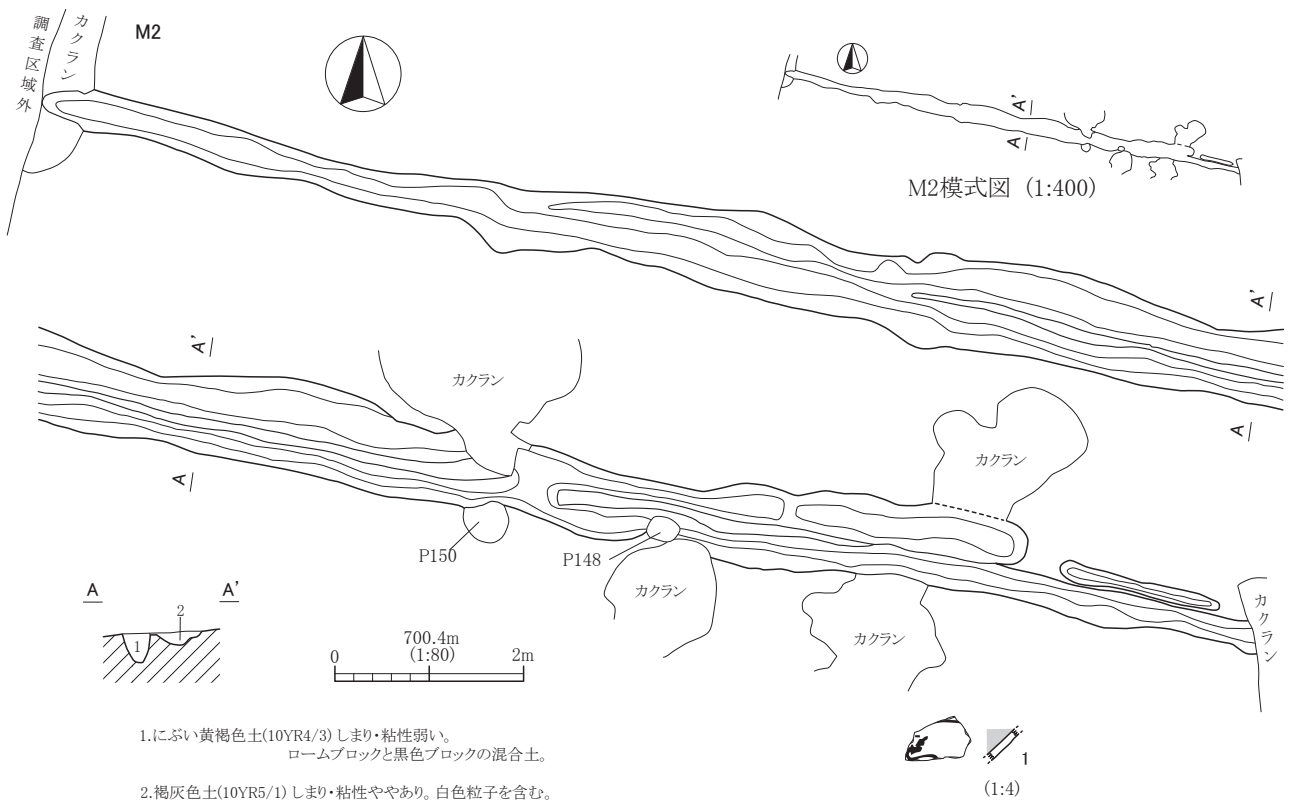 M2
調査区域外
カクラン
A'
A
M2模式図 (1:400)
A'
A
A'
A
カクラン
カクラン
P150
P148
カクラン
カクラン
カクラン
A A'
1
2
700.4m
0 (1:80) 2m
1.にぶい黄褐色土(10YR4/3) しまり・粘性弱い。
ロームブロックと黒色ブロックの混合土。
2.褐灰色土(10YR5/1) しまり・粘性ややあり。白色粒子を含む。
1
(1:4)